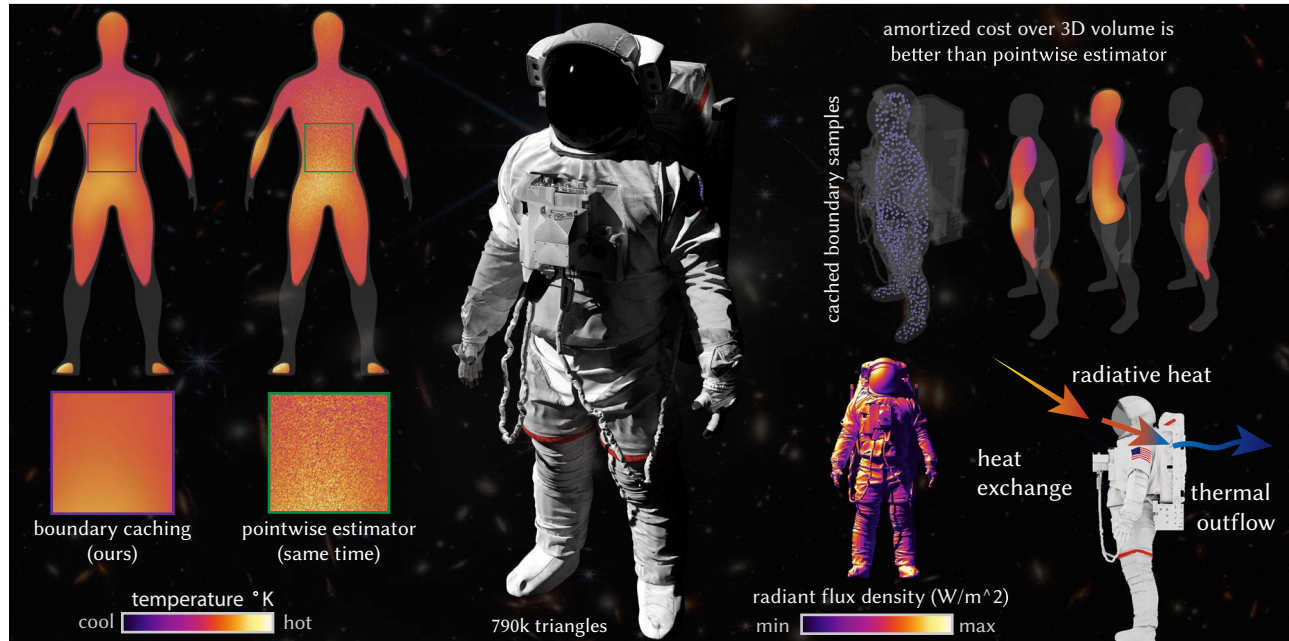 amortized cost over 3D volume is
better than pointwise estimator
cached boundary samples
boundary caching
(ours)
pointwise estimator
(same time)
temperature °K
cool
hot
790k triangles
radiative heat
heat
exchange
thermal
outflow
radiant flux density (W/m^2)
min
max